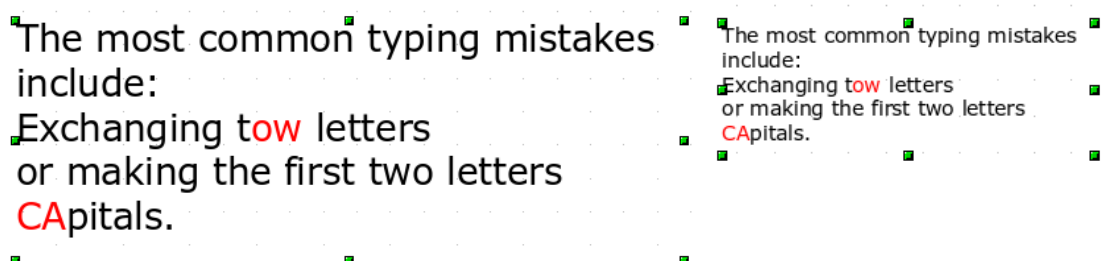 The most common typing mistakes
include:
Exchanging tow letters
or making the first two letters
CApitals.
The most common typing mistakes
include:
Exchanging tow letters
or making the first two letters
CApitals.